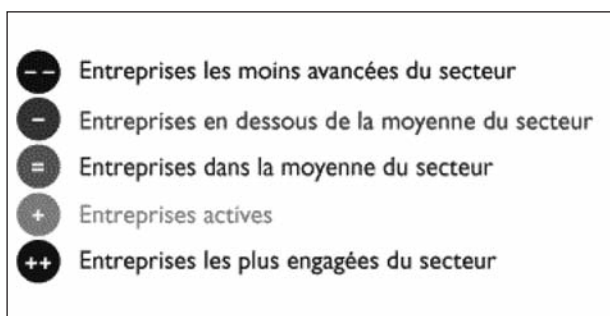 -- Entreprises les moins avancées du secteur
- Entreprises en dessous de la moyenne du secteur
= Entreprises dans la moyenne du secteur
+ Entreprises actives
++ Entreprises les plus engagées du secteur